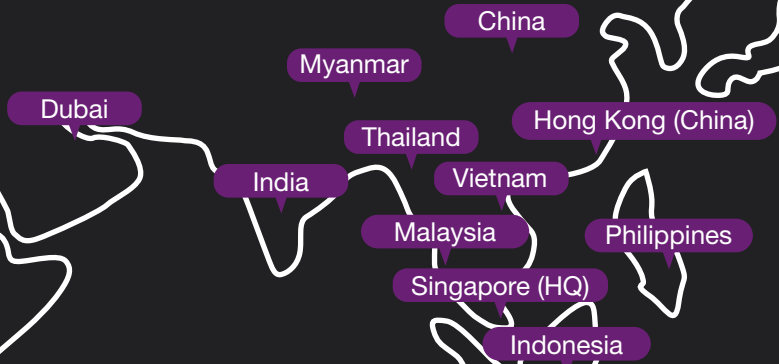 China
Myanmar
Dubai
Hong Kong (China)
Thailand
India
Vietnam
Malaysia
Philippines
Singapore (HQ)
Indonesia